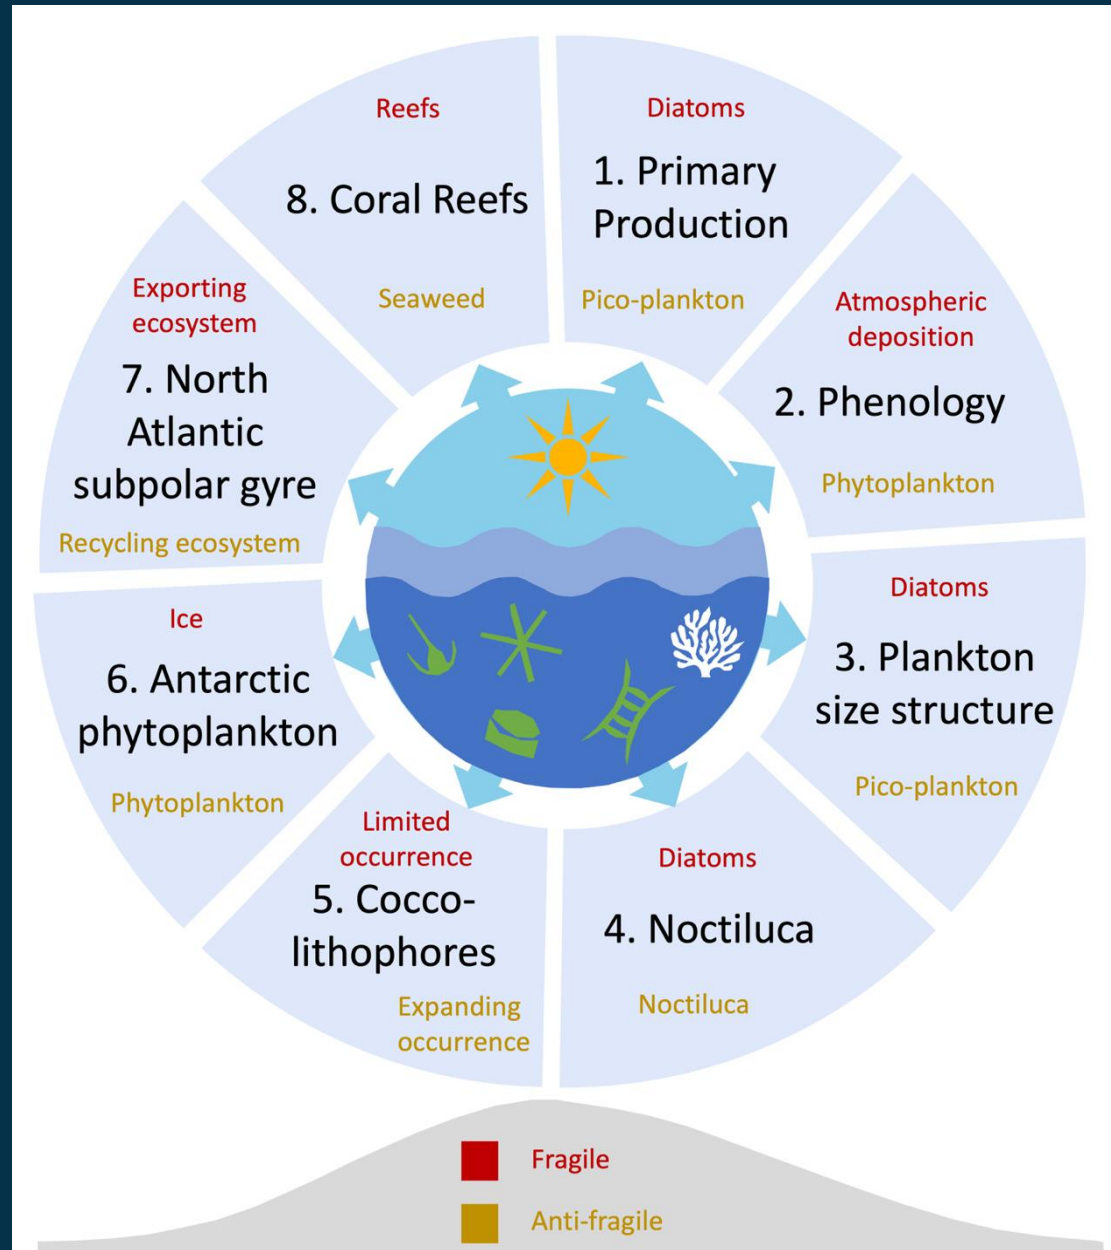 Diatoms
1. Primary
Production
Pico-plankton
Atmospheric
deposition
2. Phenology
Phytoplankton
Diatoms
3. Plankton
size structure
Pico-plankton
Diatoms
4. Noctiluca
Noctiluca
Limited
occurrence
5. Cocco-
lithophores
Expanding
occurrence
Ice
6. Antarctic
phytoplankton
Phytoplankton
Exporting
ecosystem
7. North
Atlantic
subpolar gyre
Recycling ecosystem
Reefs
8. Coral Reefs
Seaweed
Fragile
Anti-fragile